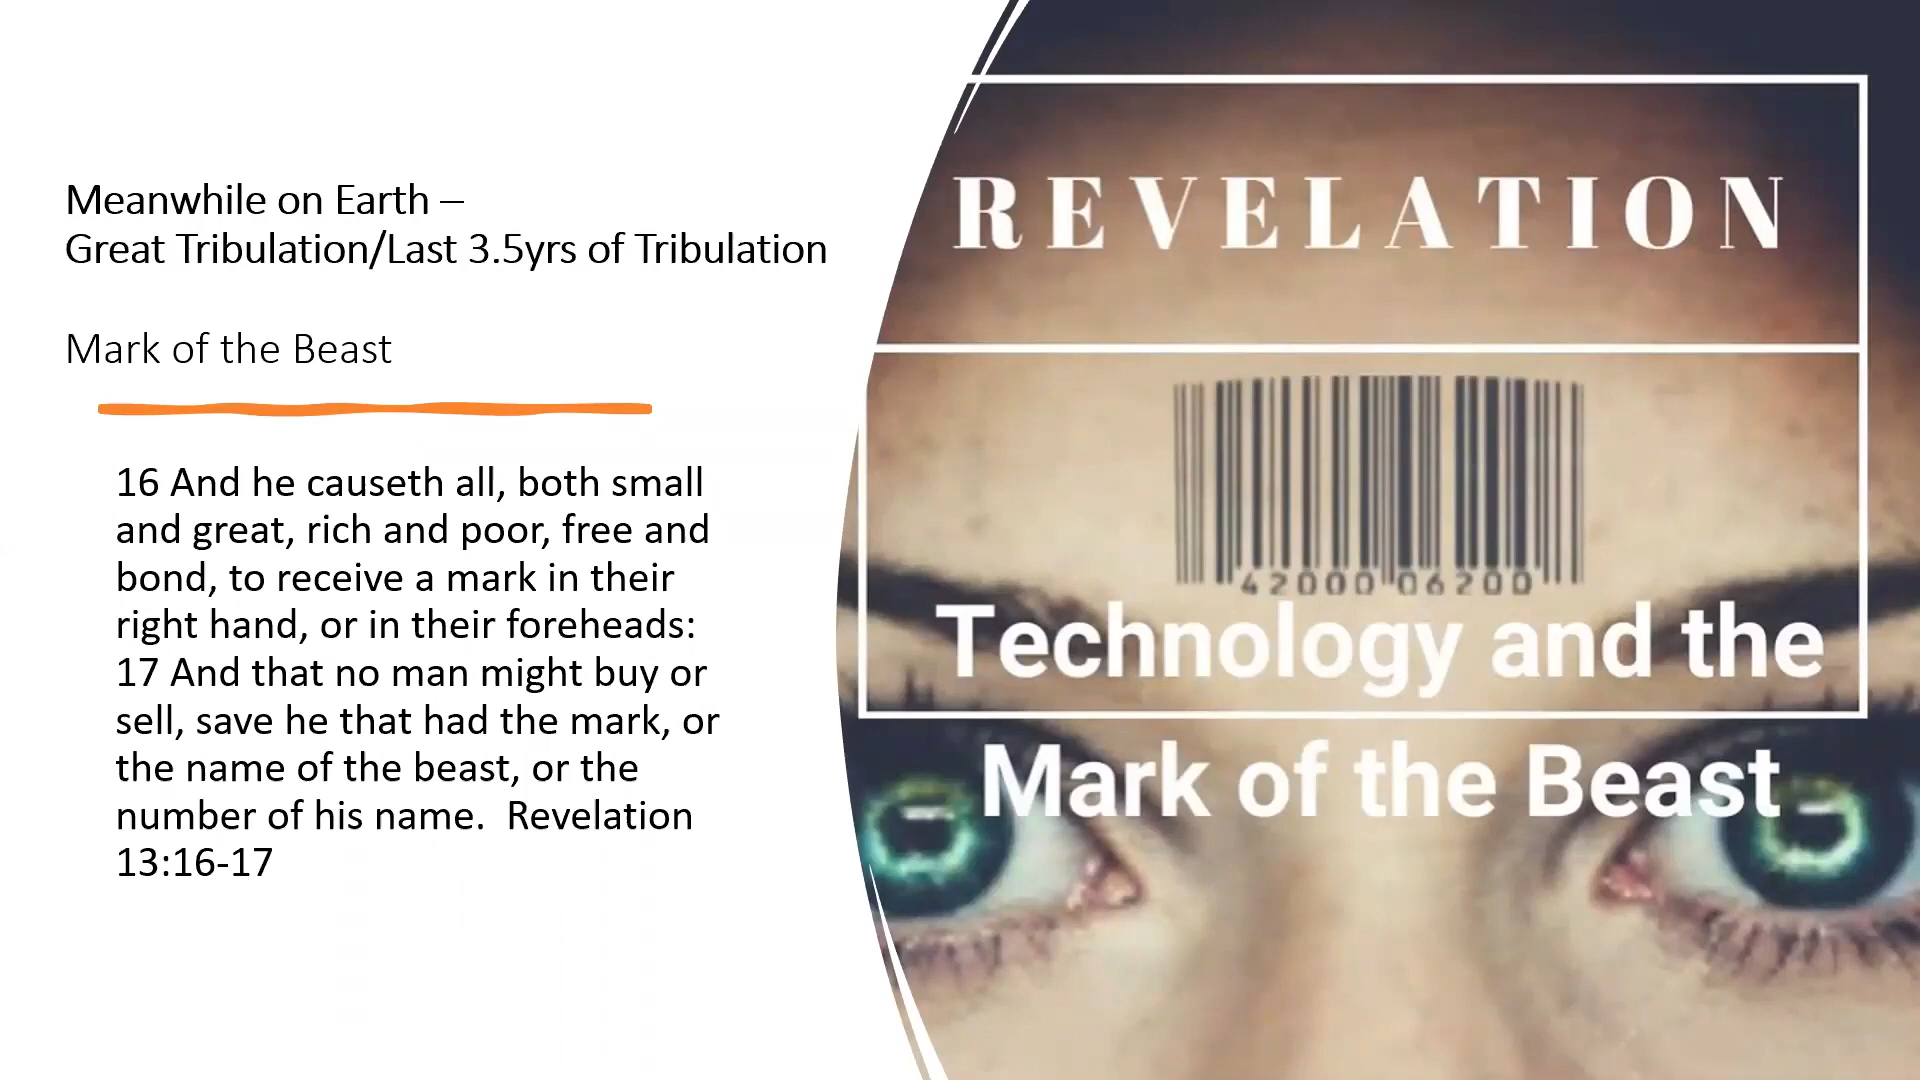 Meanwhile on Earth –
Great Tribulation/Last 3.5yrs of Tribulation
Mark of the Beast
16 And he causeth all, both small
and great, rich and poor, free and
bond, to receive a mark in their
right hand, or in their foreheads:
17 And that no man might buy or
sell, save he that had the mark, or
the name of the beast, or the
number of his name.  Revelation
13:16-17
REVELATION
42000 06200
Technology and the
Mark of the Beast